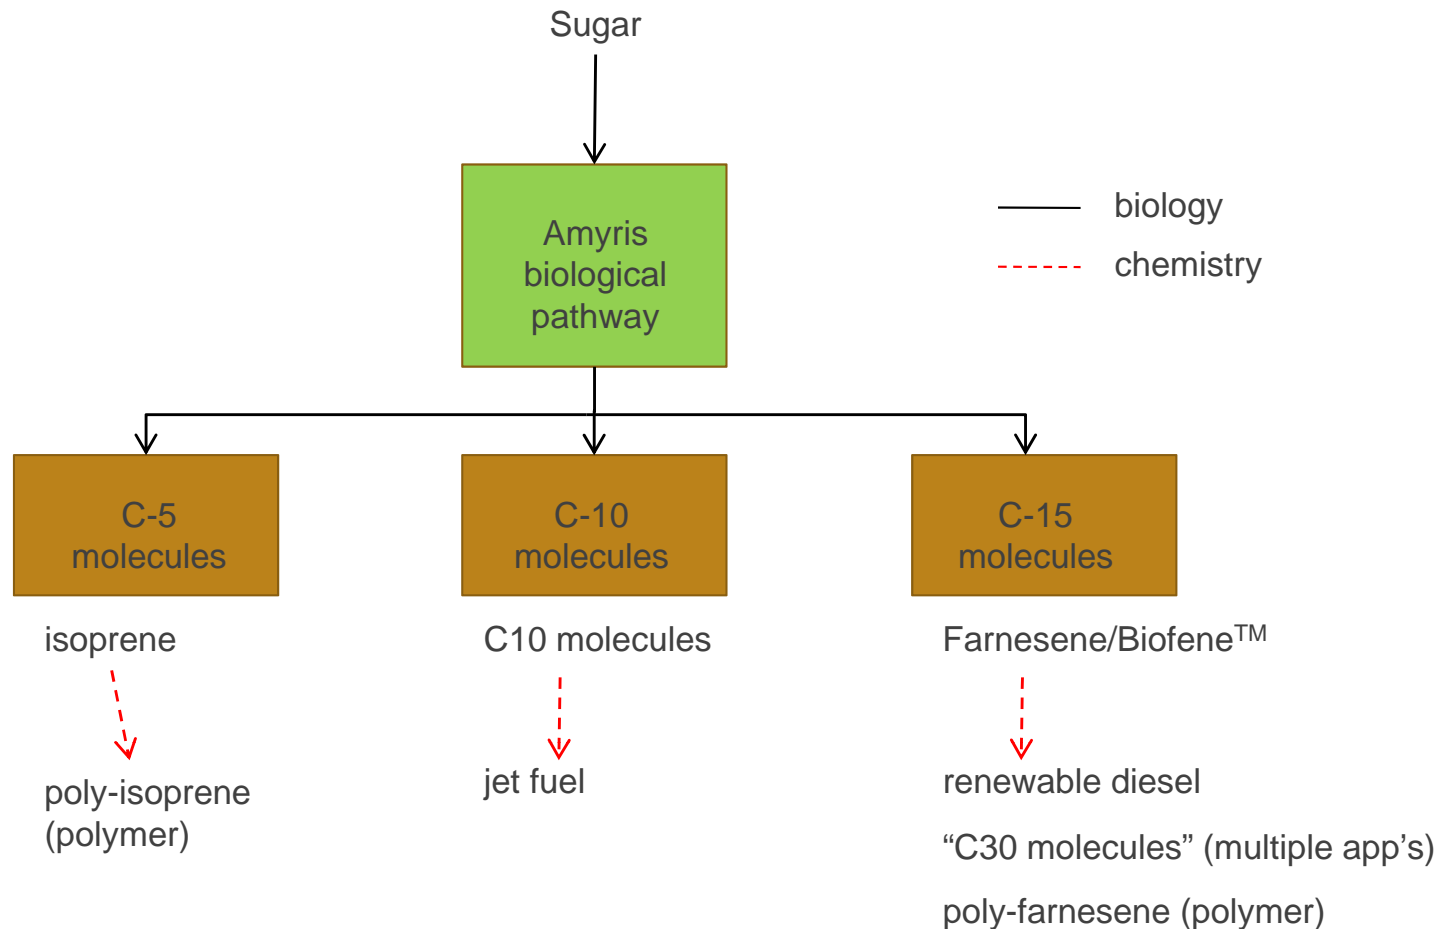 Sugar
Amyris
biological
pathway
biology
chemistry
C-5
molecules
C-10
molecules
C-15
molecules
isoprene
C10 molecules
Farnesene/Biofene™
poly-isoprene
(polymer)
jet fuel
renewable diesel
“C30 molecules” (multiple app’s)
poly-farnesene (polymer)